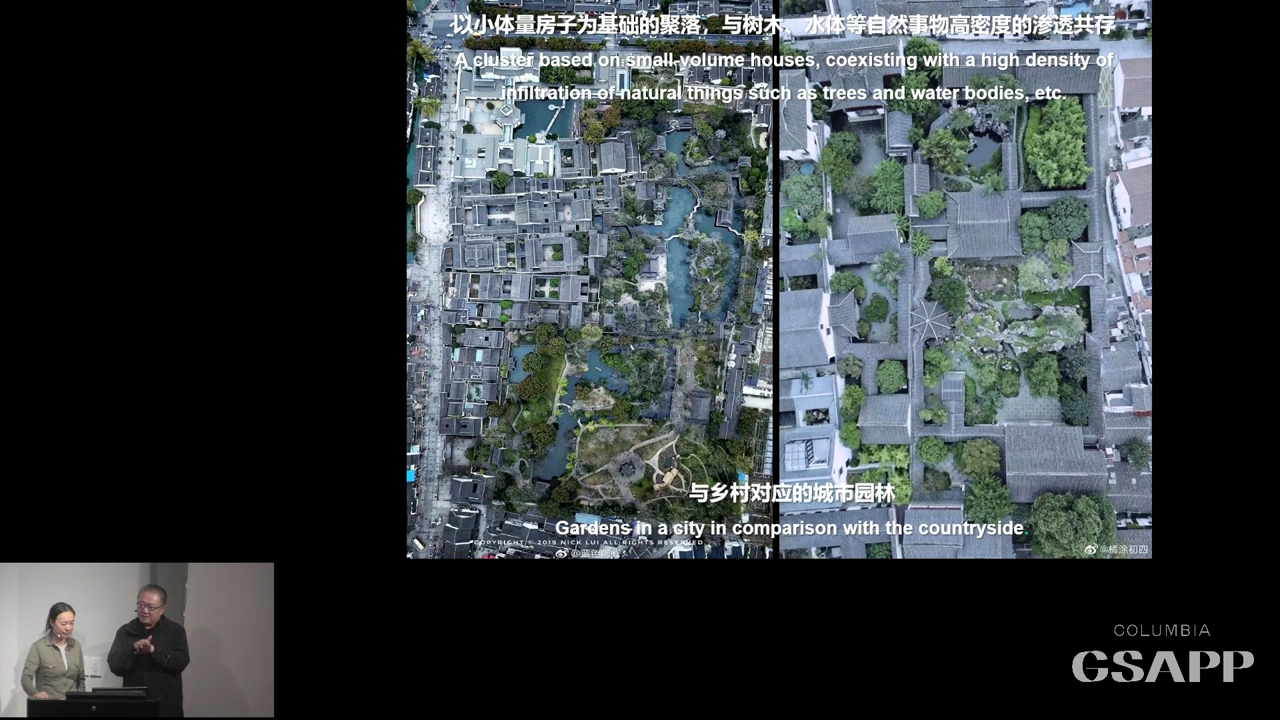 以小体量房子为基础的聚落，与树木、水体等自然事物高密度的渗透共存
A cluster based on small-volume houses, coexisting with a high density of
infiltration of natural things such as trees and water bodies, etc.
与乡村对应的城市园林
Gardens in a city in comparison with the countryside
COPYRIGHT © 2019 NICK LUI ALL RIGHTS RESERVED
@橘涂初四
COLUMBIA
GSAPP